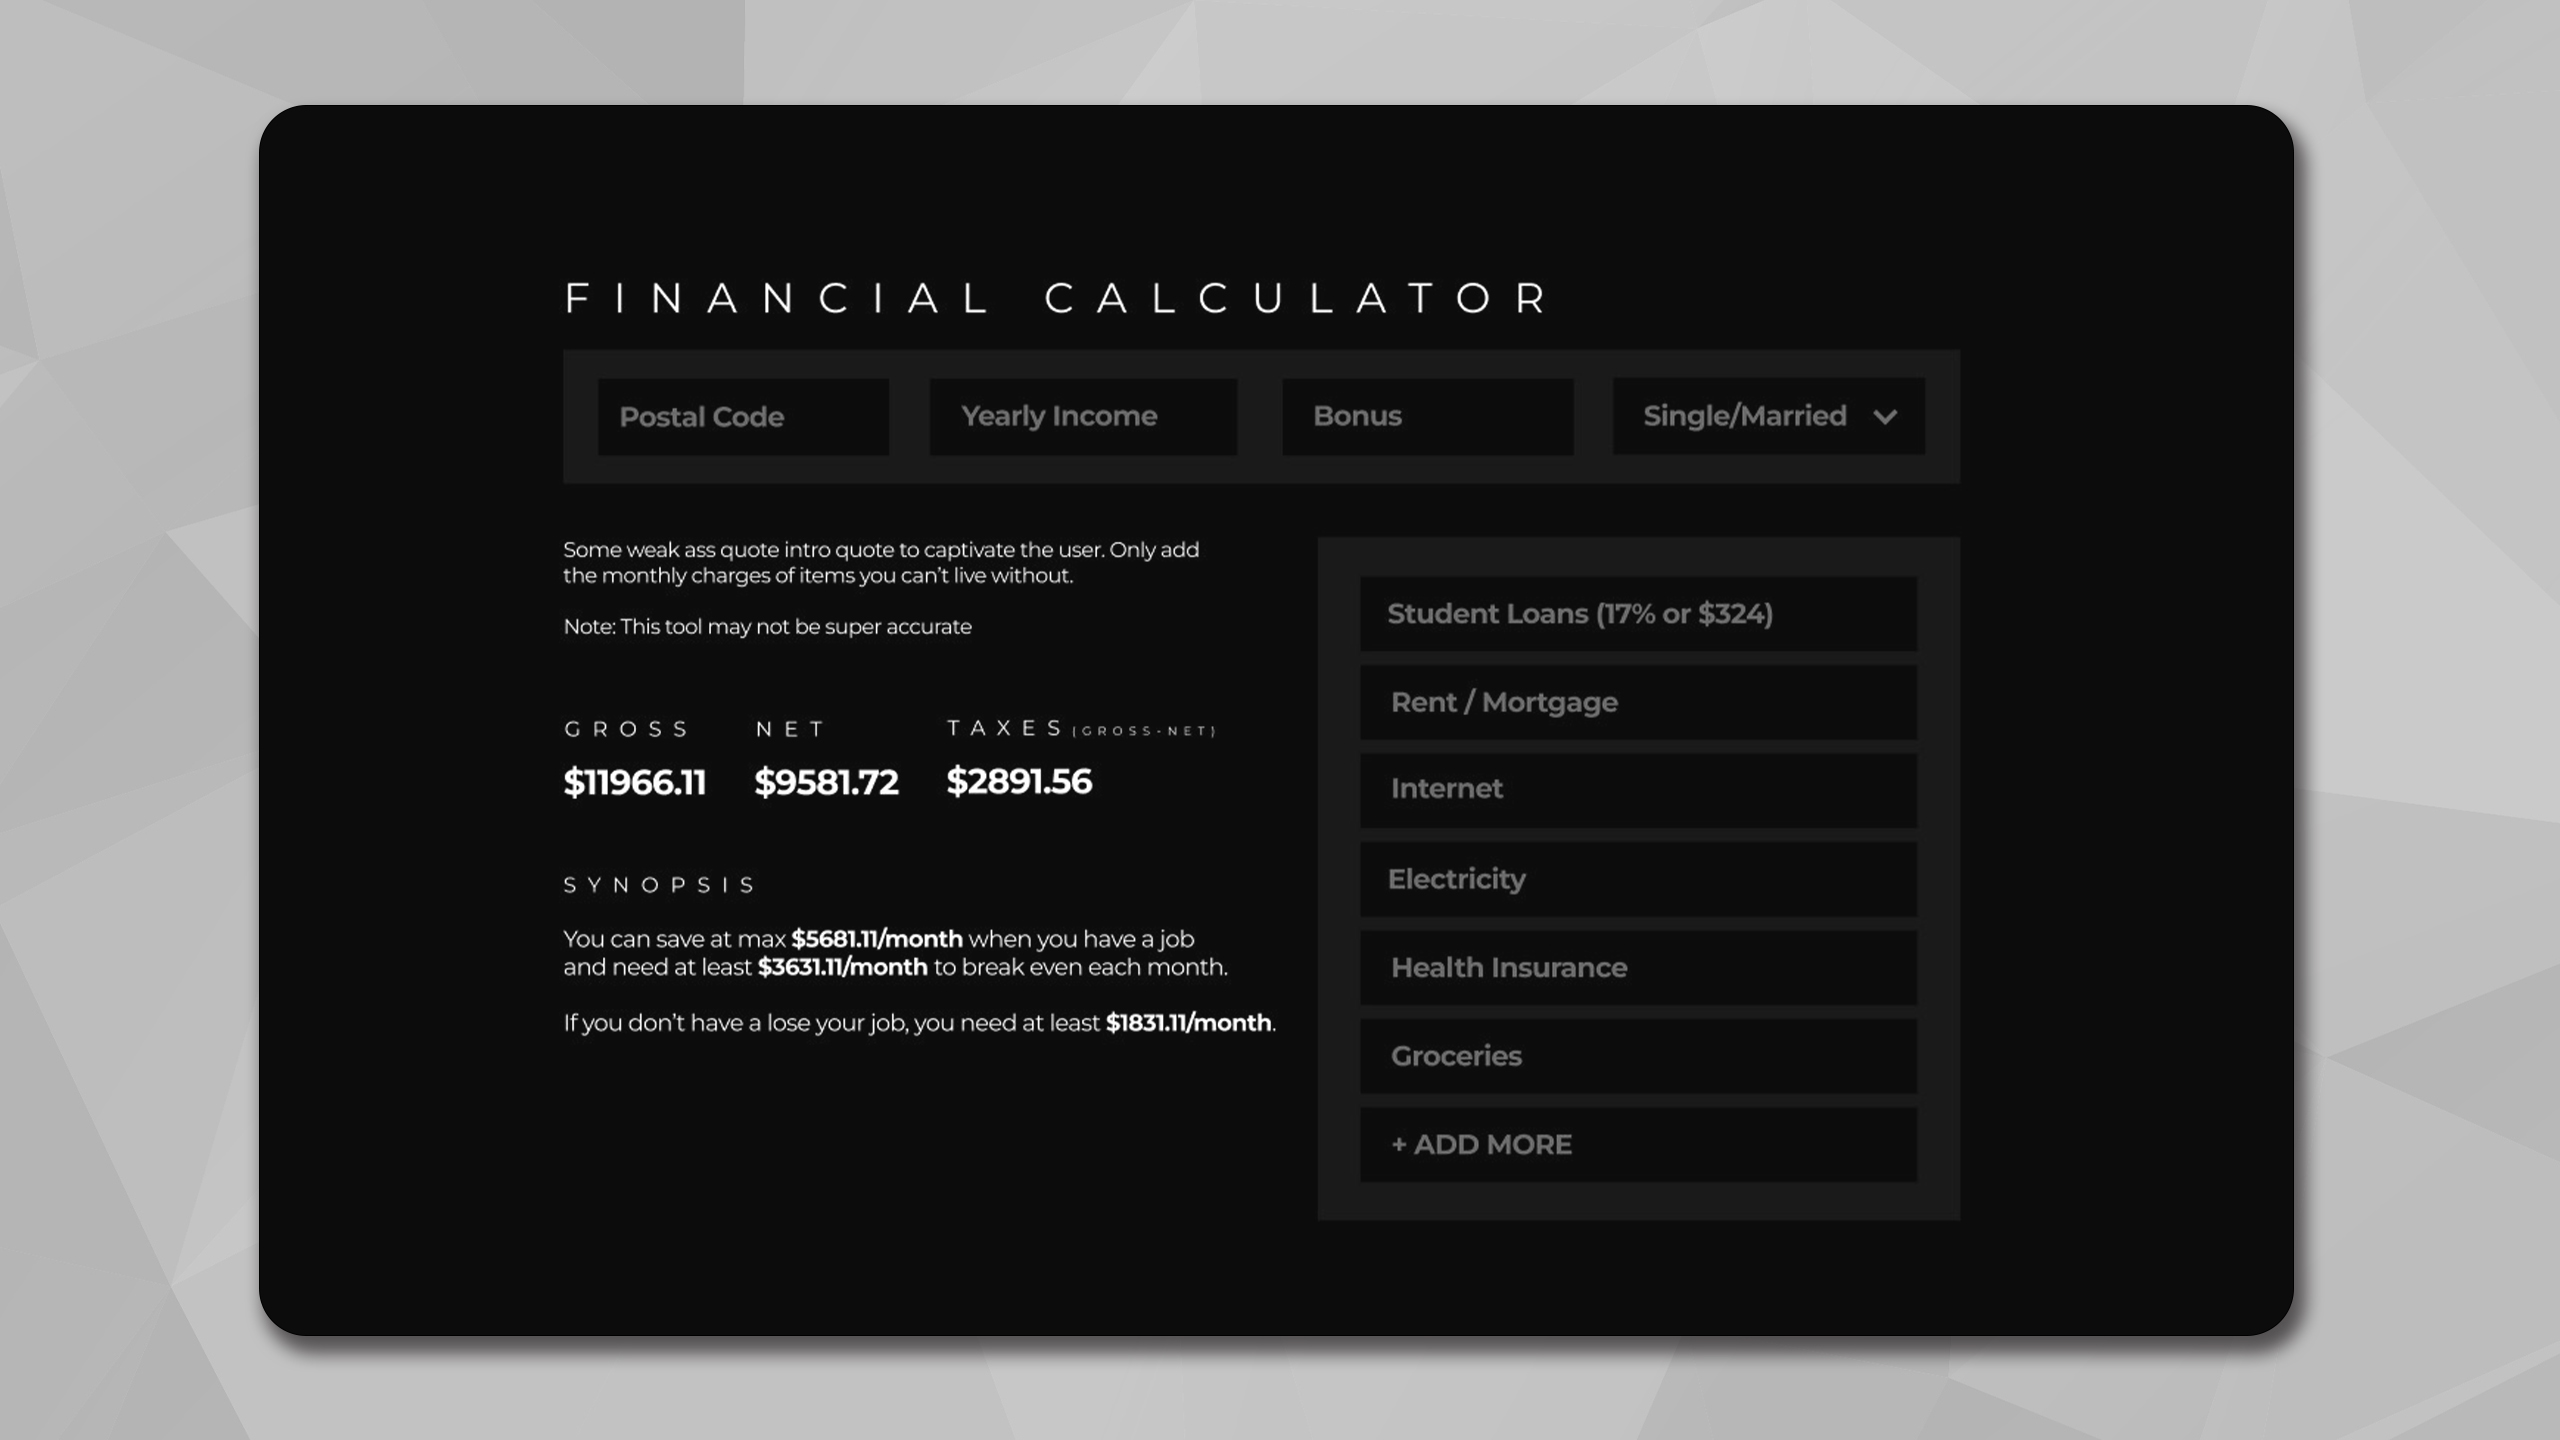 FINANCIAL CALCULATOR
Postal Code
Yearly Income
Bonus
Single/Married
Some weak ass quote intro quote to captivate the user. Only add
the monthly charges of items you can't live without.
Note: This tool may not be super accurate
GROSS
NET
TAXES (GROSS-NET)
$11966.11
$9581.72
$2891.56
SYNOPSIS
You can save at max $5681.11/month when you have a job
and need at least $3631.11/month to break even each month.
If you don't have a lose your job, you need at least $1831.11/month.
Student Loans (17% or $324)
Rent / Mortgage
Internet
Electricity
Health Insurance
Groceries
+ ADD MORE